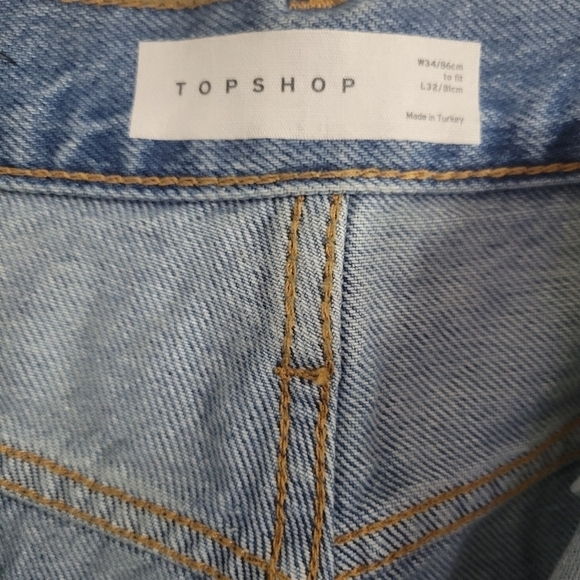 TOPSHOP
W34/86cm
to fit
L32/81cm
Made in Turkey